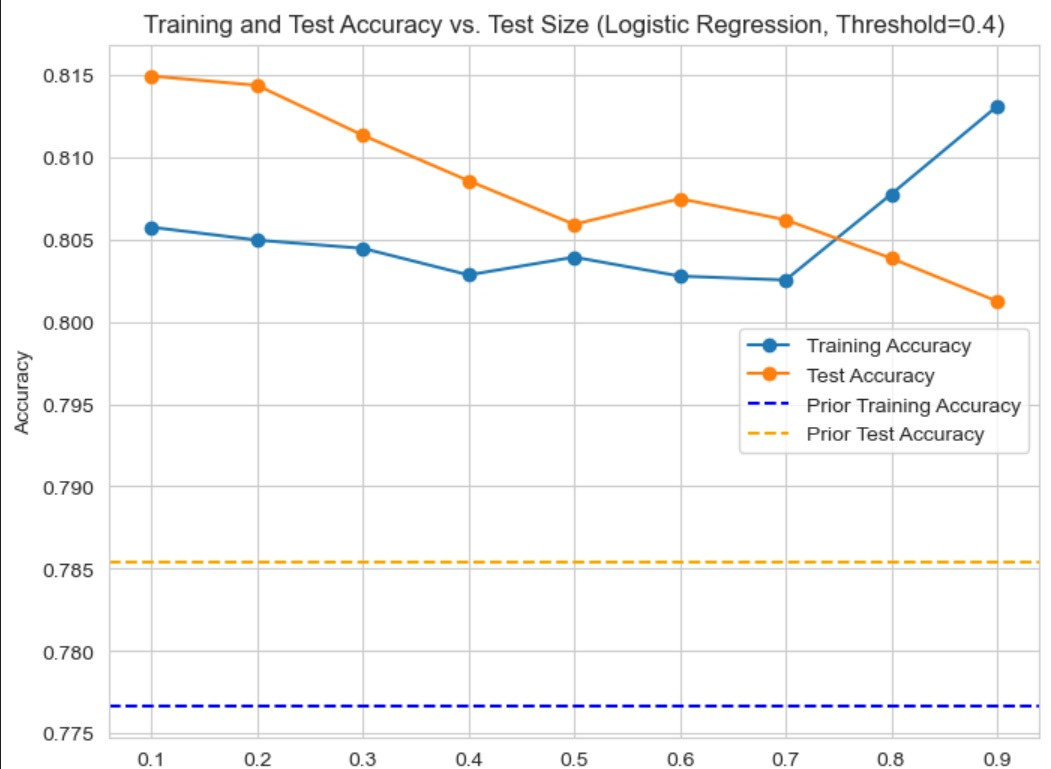 Training and Test Accuracy vs. Test Size (Logistic Regression, Threshold=0.4)
Accuracy
0.815
0.810
0.805
0.800
0.795
0.790
0.785
0.780
0.775
Training Accuracy
Test Accuracy
Prior Training Accuracy
Prior Test Accuracy
0.1 0.2 0.3 0.4 0.5 0.6 0.7 0.8 0.9